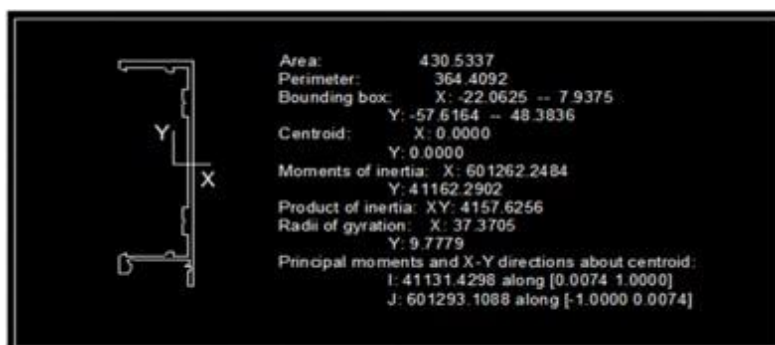 Area: 430.5337
Perimeter: 364.4092
Bounding box: X: -22.0625 -- 7.9375
Y: -57.6164 -- 48.3836
Centroid: X: 0.0000
Y: 0.0000
Moments of inertia: X: 601262.2484
Y: 41162.2902
Product of inertia: XY: 4157.6256
Radii of gyration: X: 37.3705
Y: 9.7779
Principal moments and X-Y directions about centroid:
I: 41131.4298 along [0.0074 1.0000]
J: 601293.1088 along [-1.0000 0.0074]
Y
X